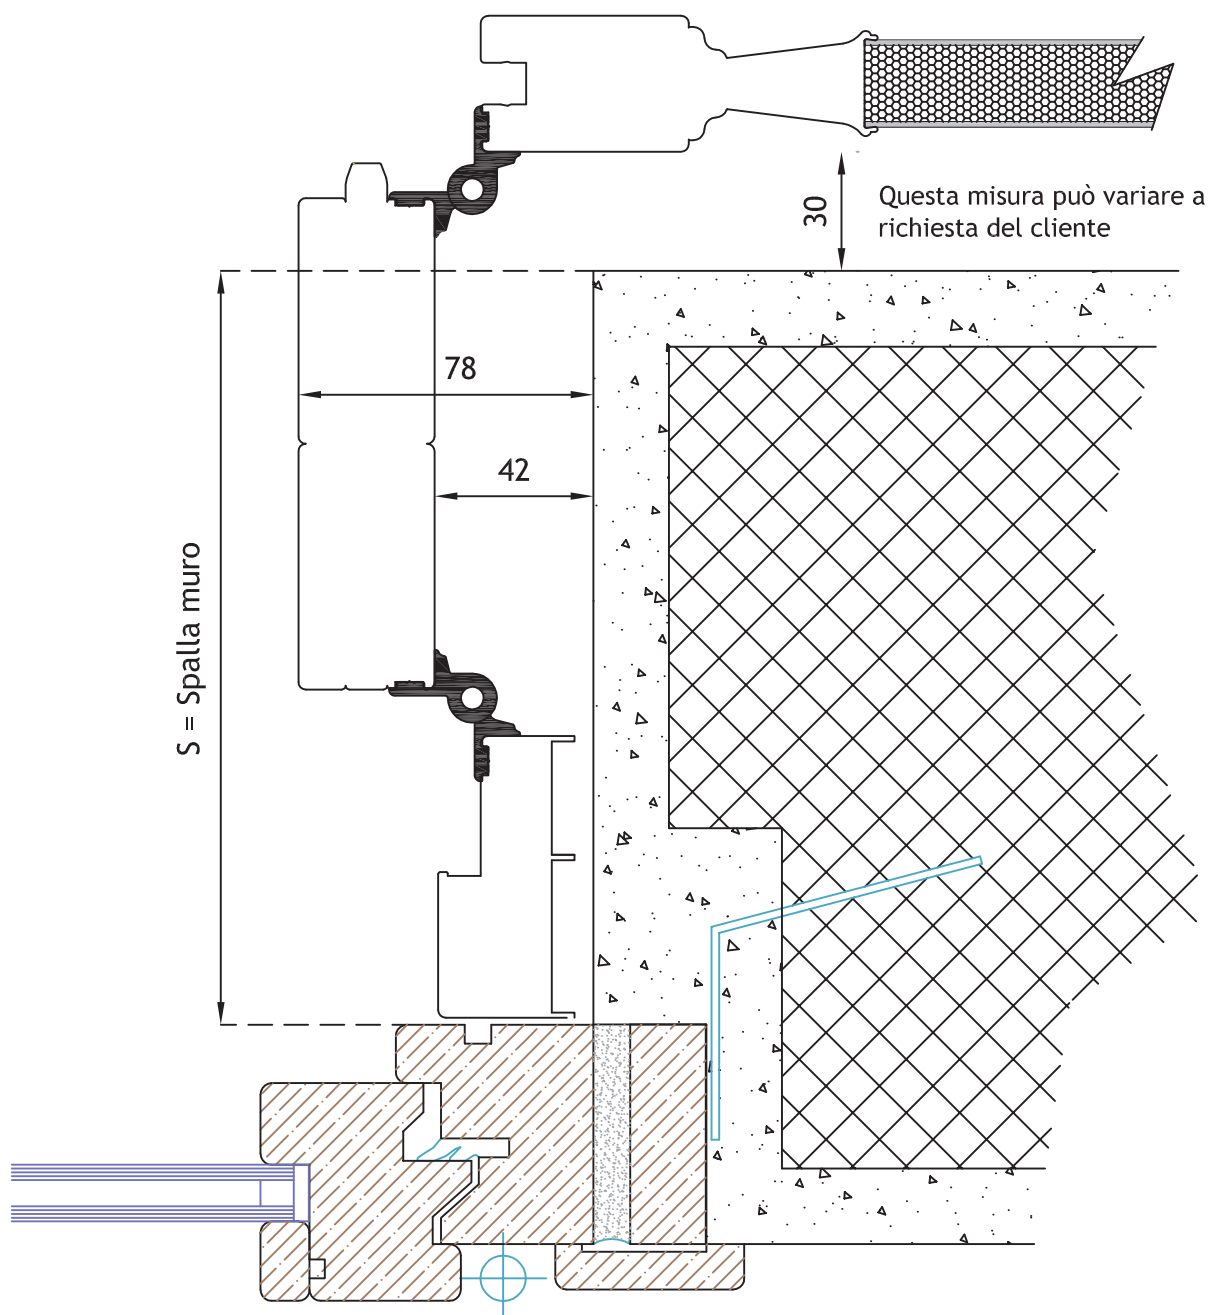 30
Questa misura può variare a
richiesta del cliente
78
42
S = Spalla muro